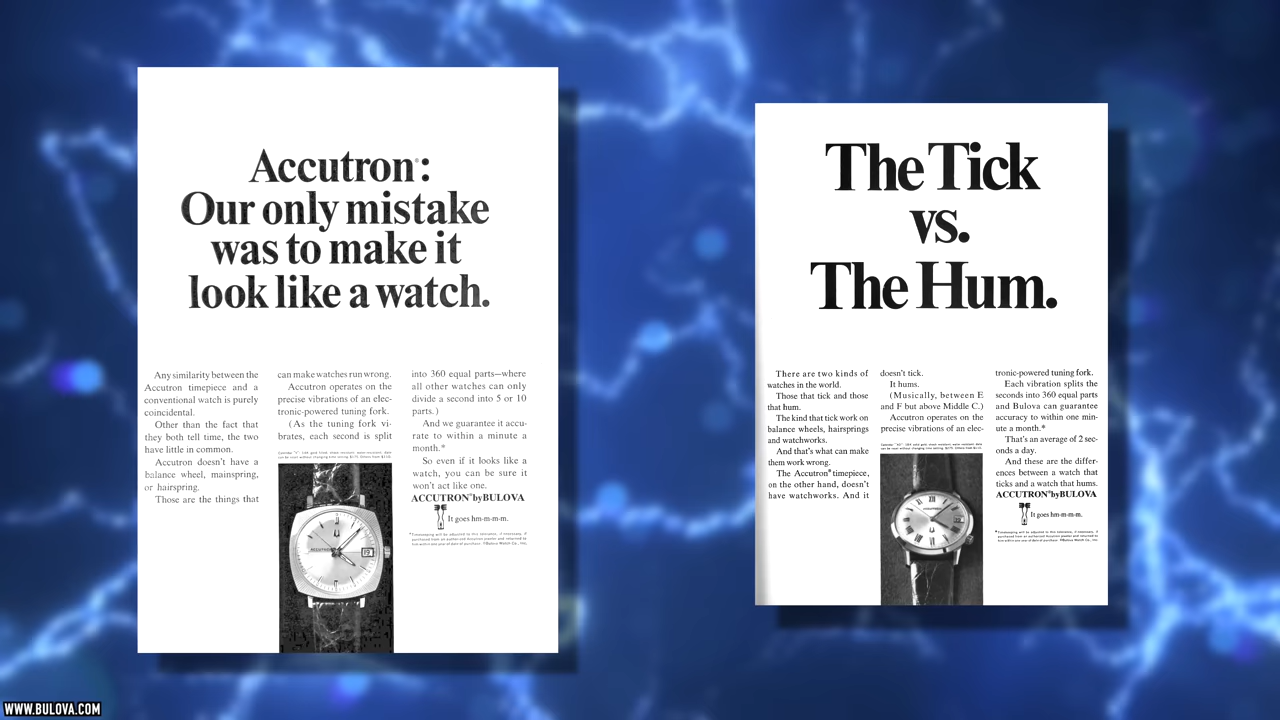 Accutron®:
Our only mistake
was to make it
look like a watch.
Any similarity between the
Accutron timepiece and a
conventional watch is purely
coincidental.
Other than the fact that
they both tell time, the two
have little in common.
Accutron doesn't have a
balance wheel, mainspring,
or hairspring.
Those are the things that
can make watches run wrong.
Accutron operates on the
precise vibrations of an elec-
tronic-powered tuning fork.
(As the tuning fork vi-
brates, each second is split
into 360 equal parts—where
all other watches can only
divide a second into 5 or 10
parts.)
And we guarantee it accu-
rate to within a minute a
month.*
So even if it looks like a
watch, you can be sure it
won't act like one.
ACCUTRON® by BULOVA
It goes hm-m-m-m.
ACCUTRON
The Tick
vs.
The Hum.
There are two kinds of
watches in the world.
Those that tick and those
that hum.
The kind that tick work on
balance wheels, hairsprings
and watchworks.
And that's what can make
them work wrong.
The Accutron® timepiece,
on the other hand, doesn't
have watchworks. And it
doesn't tick.
It hums.
(Musically, between E
and F but above Middle C.)
Accutron operates on the
precise vibrations of an elec-
tronic-powered tuning fork.
Each vibration splits the
seconds into 360 equal parts
and Bulova can guarantee
accuracy to within one min-
ute a month.*
That's an average of 2 sec-
onds a day.
And these are the differ-
ences between a watch that
ticks and a watch that hums.
ACCUTRON® by BULOVA
It goes hm-m-m-m.
WWW.BULOVA.COM